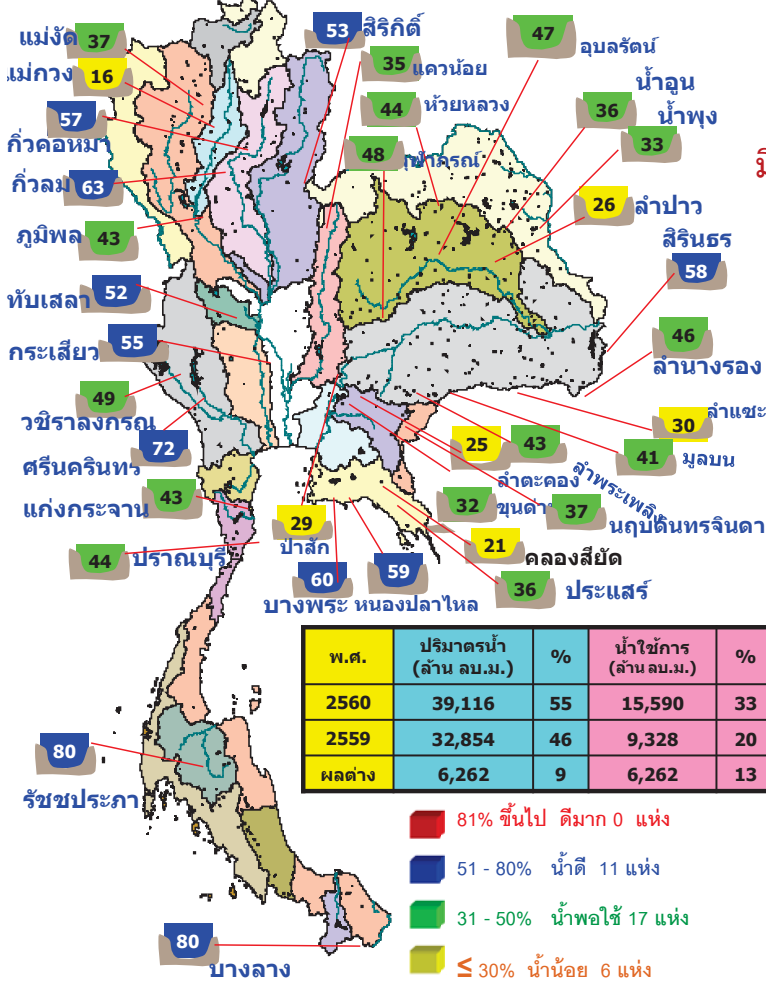 53 สิริกิติ์
47 อุบลรัตน์
แม่งัด 37
35 แควน้อย
แม่กวง 16
44 ห้วยหลวง
น้ำอูน
36 น้ำพุง
57
33
กิ่วคอหมา
48
กิ่วลม 63
26 ลำปาว
ภูมิพล 43
สิรินธร
58
ทับเสลา 52
กระเสียว 55
46
ลำนางรอง
49
วชิราลงกรณ
30 ลำแชะ
72
25 43
41 มูลบน
ศรีนครินทร์
ลำตะคอง
ลำพระเพลิง
แก่งกระจาน 43
32
37
นฤบดินทรจินดา
29
ป่าสัก
21 คลองสียัด
44 ปราณบุรี
60 59
36 ประแสร์
บางพระ หนองปลาไหล
พ.ศ. ปริมาตรน้ำ (ล้าน ลบ.ม.) % น้ำใช้การ (ล้าน ลบ.ม.) %
2560 39,116 55 15,590 33
2559 32,854 46 9,328 20
ผลต่าง 6,262 9 6,262 13
80
รัชชประภา
81% ขึ้นไป ดีมาก 0 แห่ง
51 - 80% น้ำดี 11 แห่ง
31 - 50% น้ำพอใช้ 17 แห่ง
≤ 30% น้ำน้อย 6 แห่ง
80
บางลาง